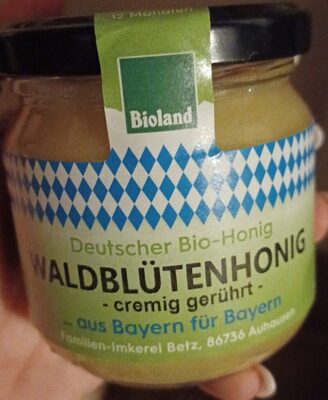 12 Monaten
Bioland
Deutscher Bio-Honig
WALDBLÜTENHONIG
- cremig gerührt -
... aus Bayern für Bayern
Familien-Imkerei Betz, 86736 Auhausen